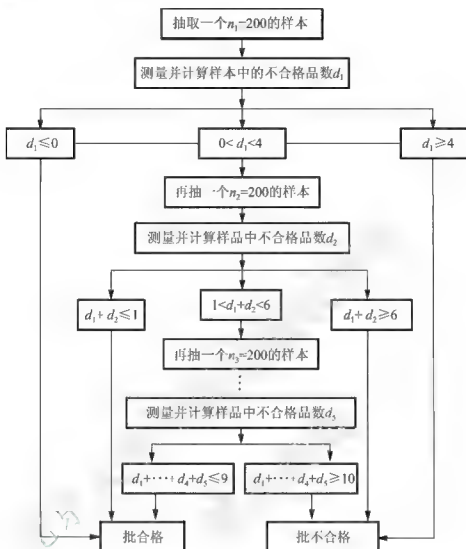 抽取一个n₁=200的样本
测量并计算样本中的不合格品数d₁
d₁≤0
0<d₁<4
d₁≥4
再抽一个n₂=200的样本
测量并计算样品中不合格品数d₂
d₁+d₂≤1
1<d₁+d₂<6
d₁+d₂≥6
再抽一个n₃=200的样本
⋮
测量并计算样品中不合格品数d₅
d₁+⋯+d₄+d₅≤9
d₁+⋯+d₄+d₅≥10
批合格
批不合格